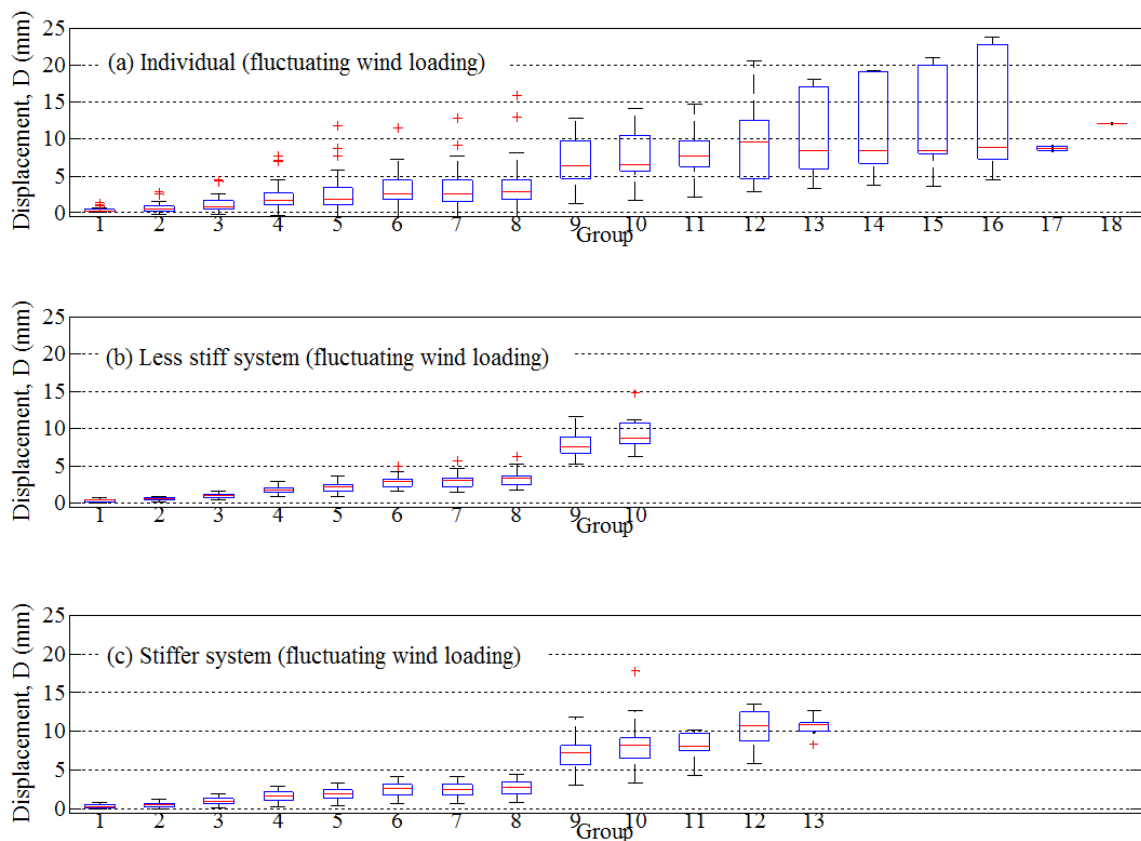 25
(a) Individual (fluctuating wind loading)
20
15
10
5
0
Displacement, D (mm)
1 2 3 4 5 6 7 8 9 10 11 12 13 14 15 16 17 18
Group
25
20
(b) Less stiff system (fluctuating wind loading)
15
10
5
0
Displacement, D (mm)
1 2 3 4 5 6 7 8 9 10
Group
25
20
(c) Stiffer system (fluctuating wind loading)
15
10
5
0
Displacement, D (mm)
1 2 3 4 5 6 7 8 9 10 11 12 13
Group